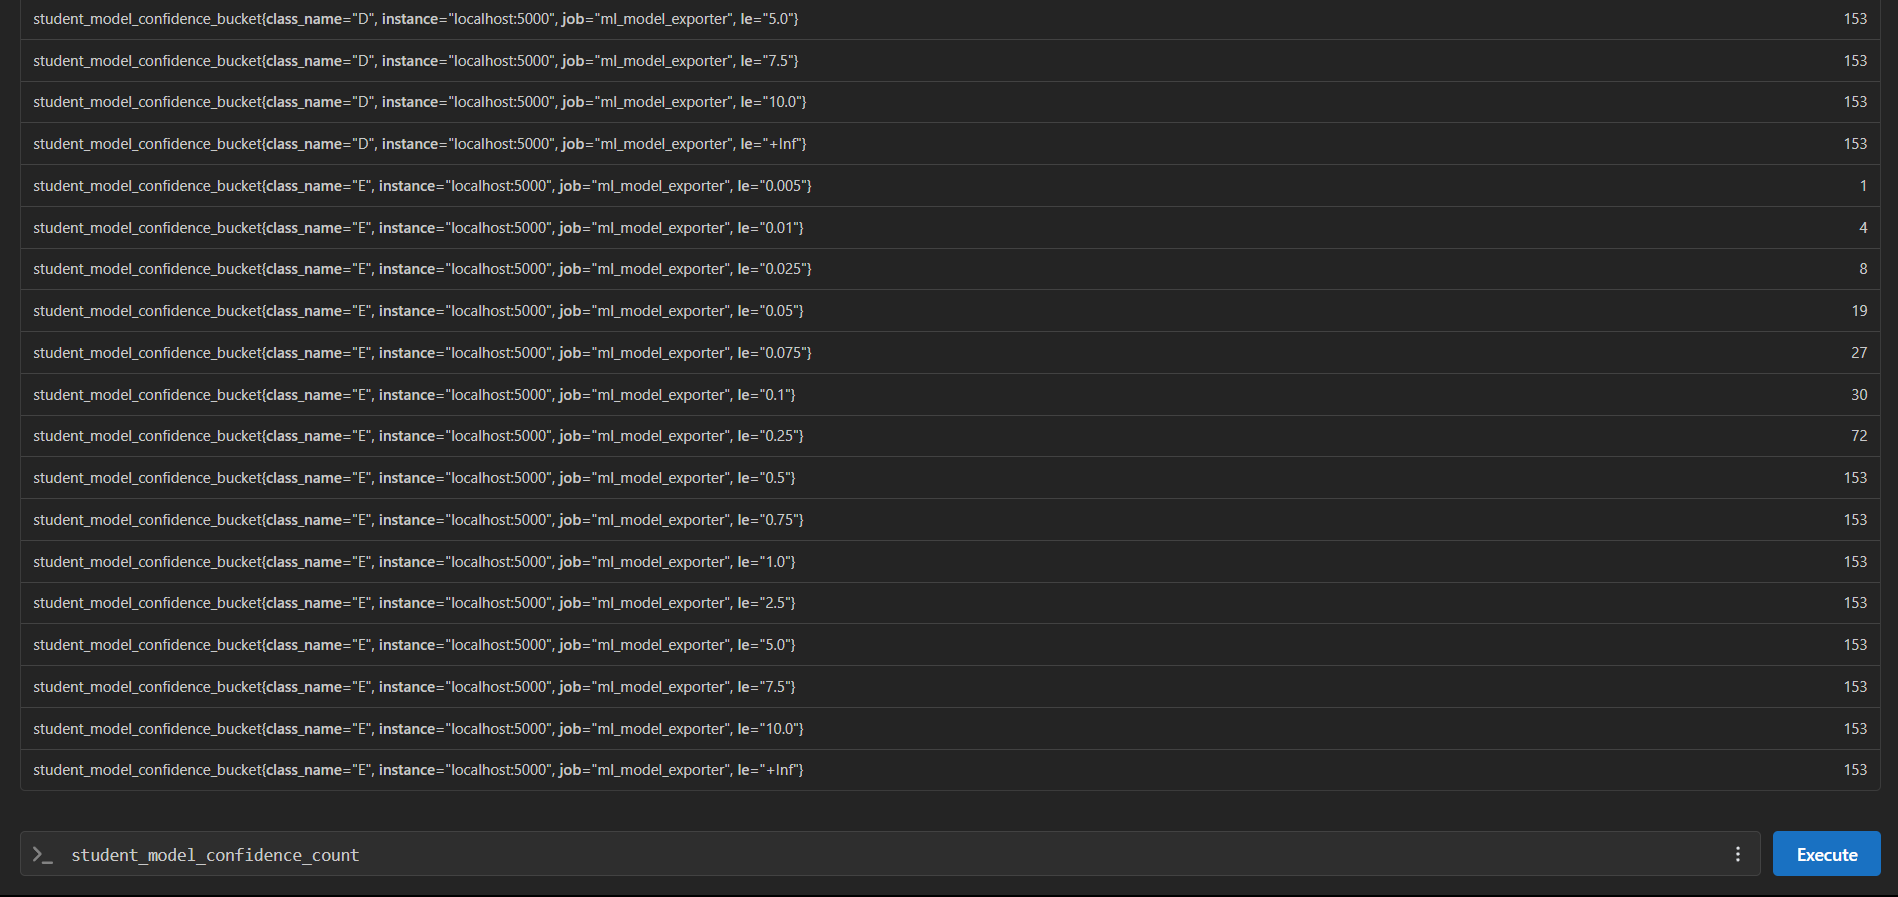 student_model_confidence_bucket{class_name="D", instance="localhost:5000", job="ml_model_exporter", le="5.0"} 153
student_model_confidence_bucket{class_name="D", instance="localhost:5000", job="ml_model_exporter", le="7.5"} 153
student_model_confidence_bucket{class_name="D", instance="localhost:5000", job="ml_model_exporter", le="10.0"} 153
student_model_confidence_bucket{class_name="D", instance="localhost:5000", job="ml_model_exporter", le="+Inf"} 153
student_model_confidence_bucket{class_name="E", instance="localhost:5000", job="ml_model_exporter", le="0.005"} 1
student_model_confidence_bucket{class_name="E", instance="localhost:5000", job="ml_model_exporter", le="0.01"} 4
student_model_confidence_bucket{class_name="E", instance="localhost:5000", job="ml_model_exporter", le="0.025"} 8
student_model_confidence_bucket{class_name="E", instance="localhost:5000", job="ml_model_exporter", le="0.05"} 19
student_model_confidence_bucket{class_name="E", instance="localhost:5000", job="ml_model_exporter", le="0.075"} 27
student_model_confidence_bucket{class_name="E", instance="localhost:5000", job="ml_model_exporter", le="0.1"} 30
student_model_confidence_bucket{class_name="E", instance="localhost:5000", job="ml_model_exporter", le="0.25"} 72
student_model_confidence_bucket{class_name="E", instance="localhost:5000", job="ml_model_exporter", le="0.5"} 153
student_model_confidence_bucket{class_name="E", instance="localhost:5000", job="ml_model_exporter", le="0.75"} 153
student_model_confidence_bucket{class_name="E", instance="localhost:5000", job="ml_model_exporter", le="1.0"} 153
student_model_confidence_bucket{class_name="E", instance="localhost:5000", job="ml_model_exporter", le="2.5"} 153
student_model_confidence_bucket{class_name="E", instance="localhost:5000", job="ml_model_exporter", le="5.0"} 153
student_model_confidence_bucket{class_name="E", instance="localhost:5000", job="ml_model_exporter", le="7.5"} 153
student_model_confidence_bucket{class_name="E", instance="localhost:5000", job="ml_model_exporter", le="10.0"} 153
student_model_confidence_bucket{class_name="E", instance="localhost:5000", job="ml_model_exporter", le="+Inf"} 153
student_model_confidence_count Execute